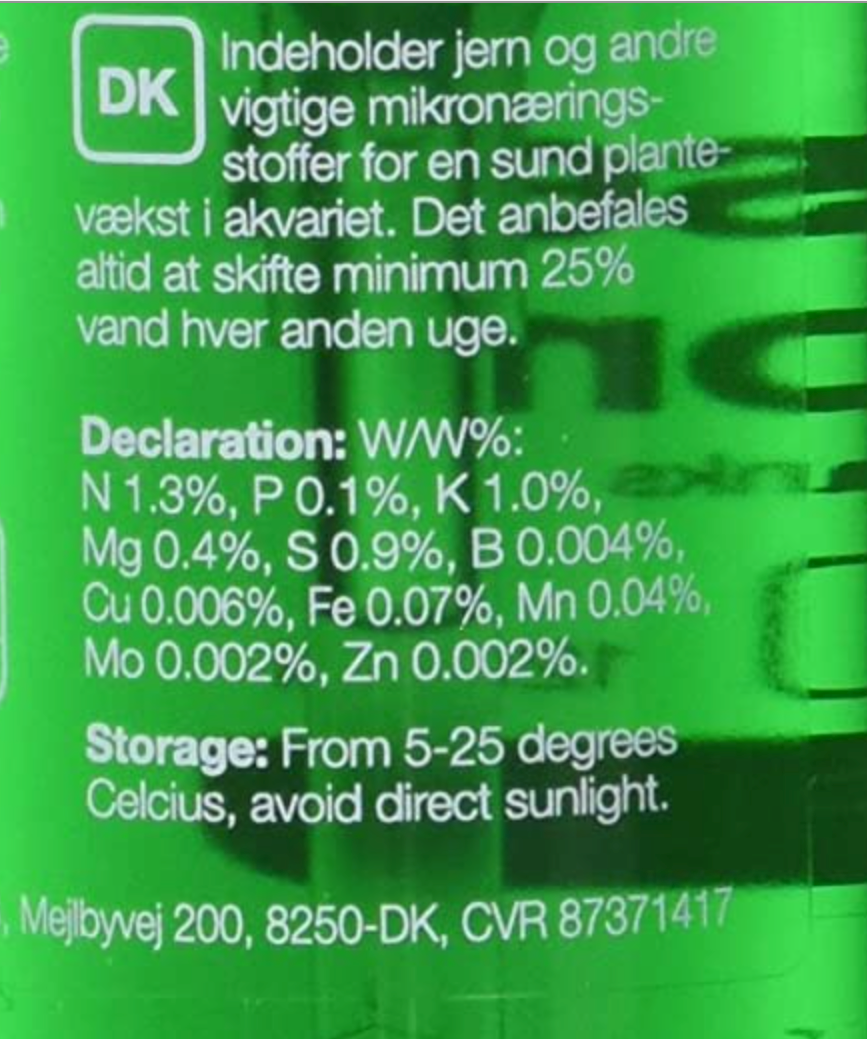 DK
Indeholder jern og andre
vigtige mikronærings-
stoffer for en sund plante-
vækst i akvariet. Det anbefales
altid at skifte minimum 25%
vand hver anden uge.
Declaration: W/W%:
N 1.3%, P 0.1%, K 1.0%,
Mg 0.4%, S 0.9%, B 0.004%,
Cu 0.006%, Fe 0.07%, Mn 0.04%,
Mo 0.002%, Zn 0.002%.
Storage: From 5-25 degrees
Celcius, avoid direct sunlight.
, Mejlbyvej 200, 8250-DK, CVR 87371417